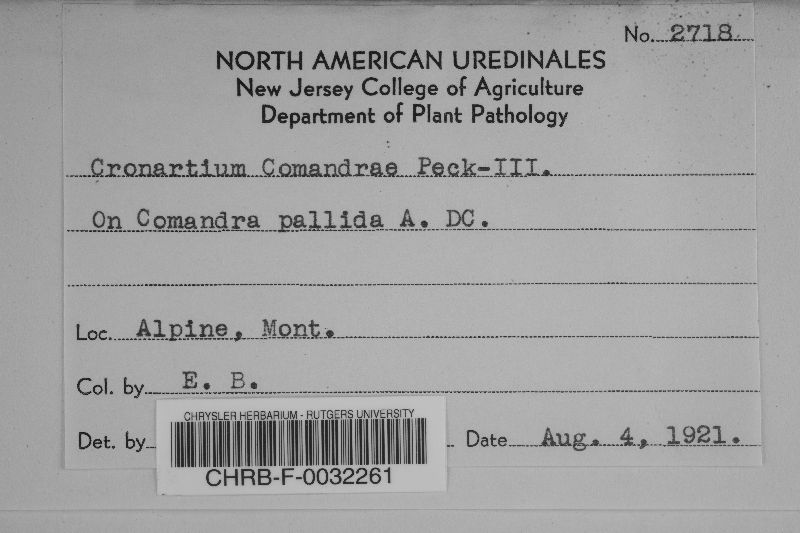 No. 2718
NORTH AMERICAN UREDINALES
New Jersey College of Agriculture
Department of Plant Pathology
Cronartium Comandrae Peck-III.
On Comandra pallida A. DC.
Loc. Alpine, Mont.
Col. by E. B.
Det. by
Date Aug. 4, 1921.
CHRYSLER HERBARIUM - RUTGERS UNIVERSITY
CHRB-F-0032261